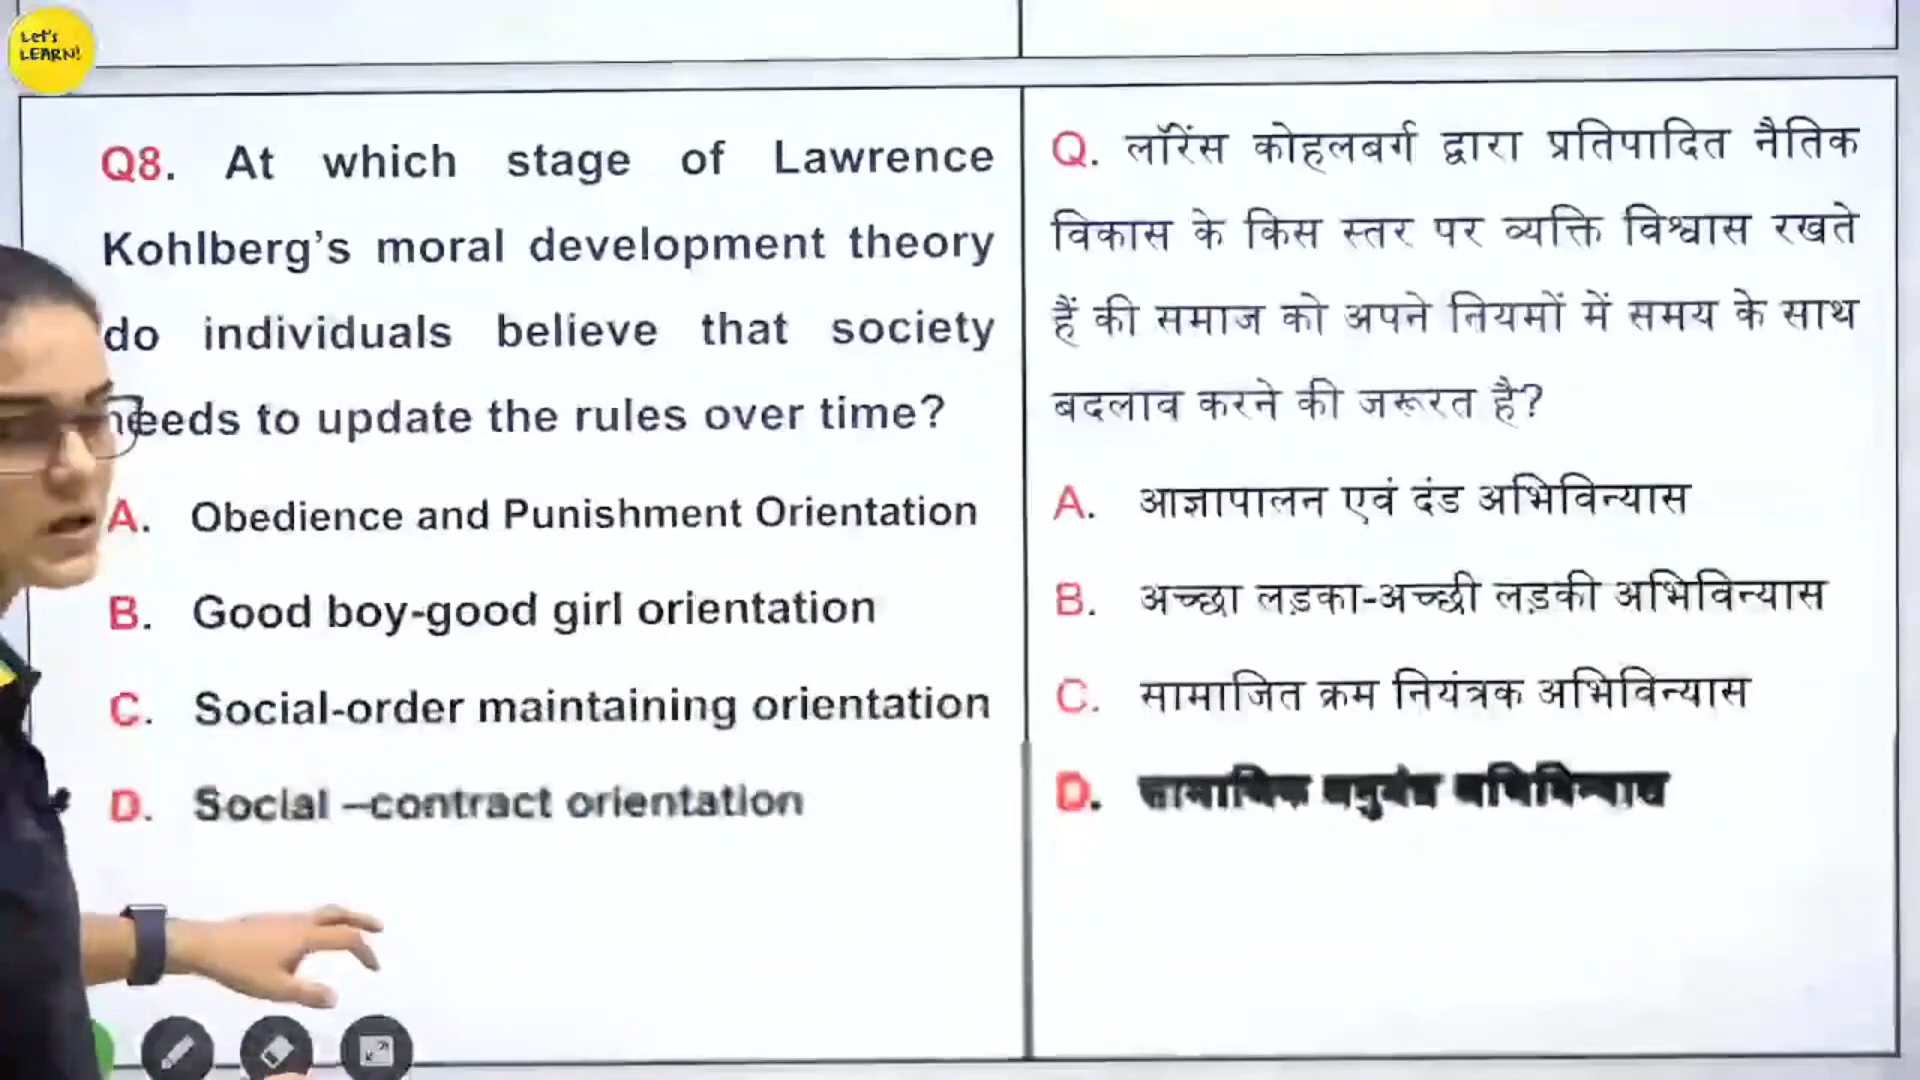 Let's
LEARN!
Q8. At which stage of Lawrence
Kohlberg's moral development theory
do individuals believe that society
needs to update the rules over time?
A. Obedience and Punishment Orientation
B. Good boy-good girl orientation
C. Social-order maintaining orientation
D. Social –contract orientation
Q. लॉरेंस कोहलबर्ग द्वारा प्रतिपादित नैतिक
विकास के किस स्तर पर व्यक्ति विश्वास रखते
हैं की समाज को अपने नियमों में समय के साथ
बदलाव करने की जरूरत है?
A. आज्ञापालन एवं दंड अभिविन्यास
B. अच्छा लड़का-अच्छी लड़की अभिविन्यास
C. सामाजित क्रम नियंत्रक अभिविन्यास
D. सामाजिक अनुबंध अभिविन्यास